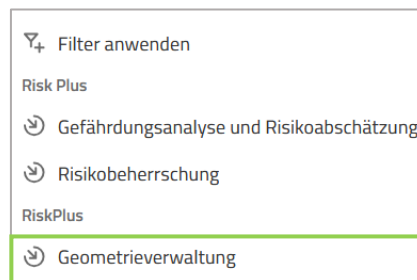 Filter anwenden
Risk Plus
Gefährdungsanalyse und Risikoabschätzung
Risikobeherrschung
RiskPlus
Geometrieverwaltung